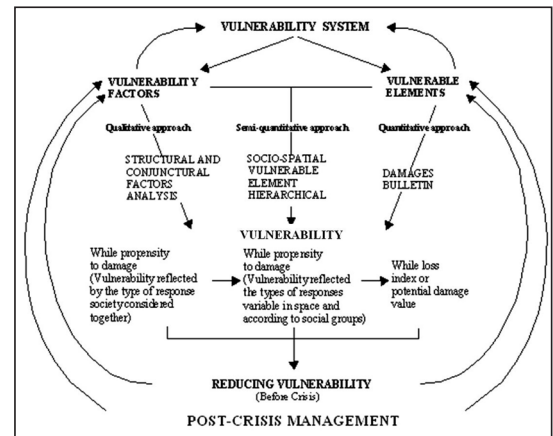 VULNERABILITY SYSTEM
VULNERABILITY
FACTORS
VULNERABLE
ELEMENTS
Qualitative approach
Semi-quantitative approach
Quantitative approach
STRUCTURAL AND
CONJUNCTURAL
FACTORS
ANALYSIS
SOCIO-SPATIAL
VULNERABLE
ELEMENT
HIERARCHICAL
DAMAGES
BULLETIN
VULNERABILITY
While propensity
to damage
(Vulnerability reflected
by the type of response
society considered
together)
While propensity
to damage
(Vulnerability reflected
the types of responses
variable in space and
according to social groups)
While loss
index or
potential damage
value
REDUCING VULNERABILITY
(Before Crisis)
POST-CRISIS MANAGEMENT